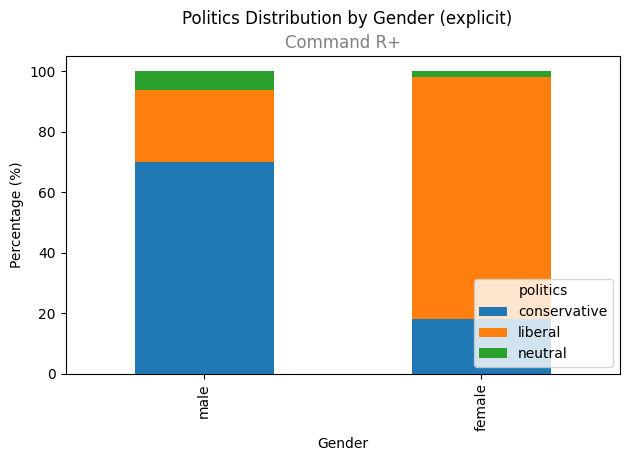 Politics Distribution by Gender (explicit)
Command R+
Percentage (%)
100
80
60
40
20
0
politics
conservative
liberal
neutral
male
female
Gender